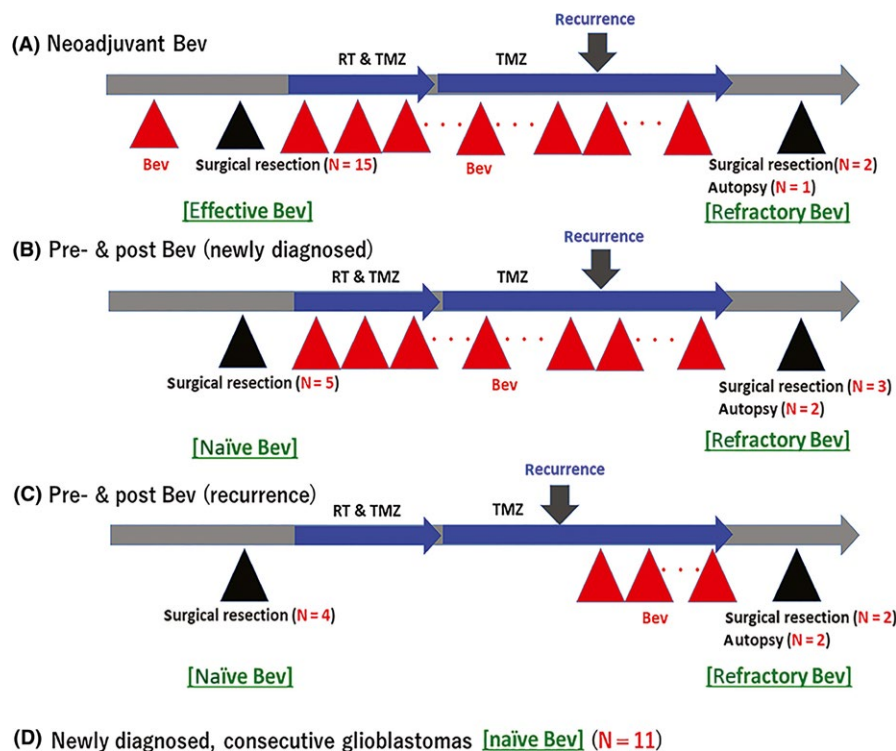 Recurrence
(A) Neoadjuvant Bev
RT & TMZ TMZ
Bev Surgical resection (N = 15) Bev Surgical resection(N = 2)
Autopsy (N = 1)
[Effective Bev] [Refractory Bev]
Recurrence
(B) Pre- & post Bev (newly diagnosed)
RT & TMZ TMZ
Surgical resection (N = 5) Bev Surgical resection (N = 3)
Autopsy (N = 2)
[Naïve Bev] [Refractory Bev]
Recurrence
(C) Pre- & post Bev (recurrence)
RT & TMZ TMZ
Surgical resection (N = 4) Bev Surgical resection (N = 2)
Autopsy (N = 2)
[Naïve Bev] [Refractory Bev]
(D) Newly diagnosed, consecutive glioblastomas [naïve Bev] (N = 11)